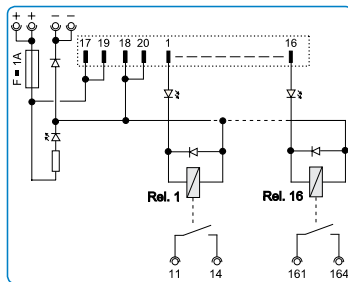 + + − −
17 19 18 20 1 16
F = 1A
Rel. 1 Rel. 16
11 14 161 164